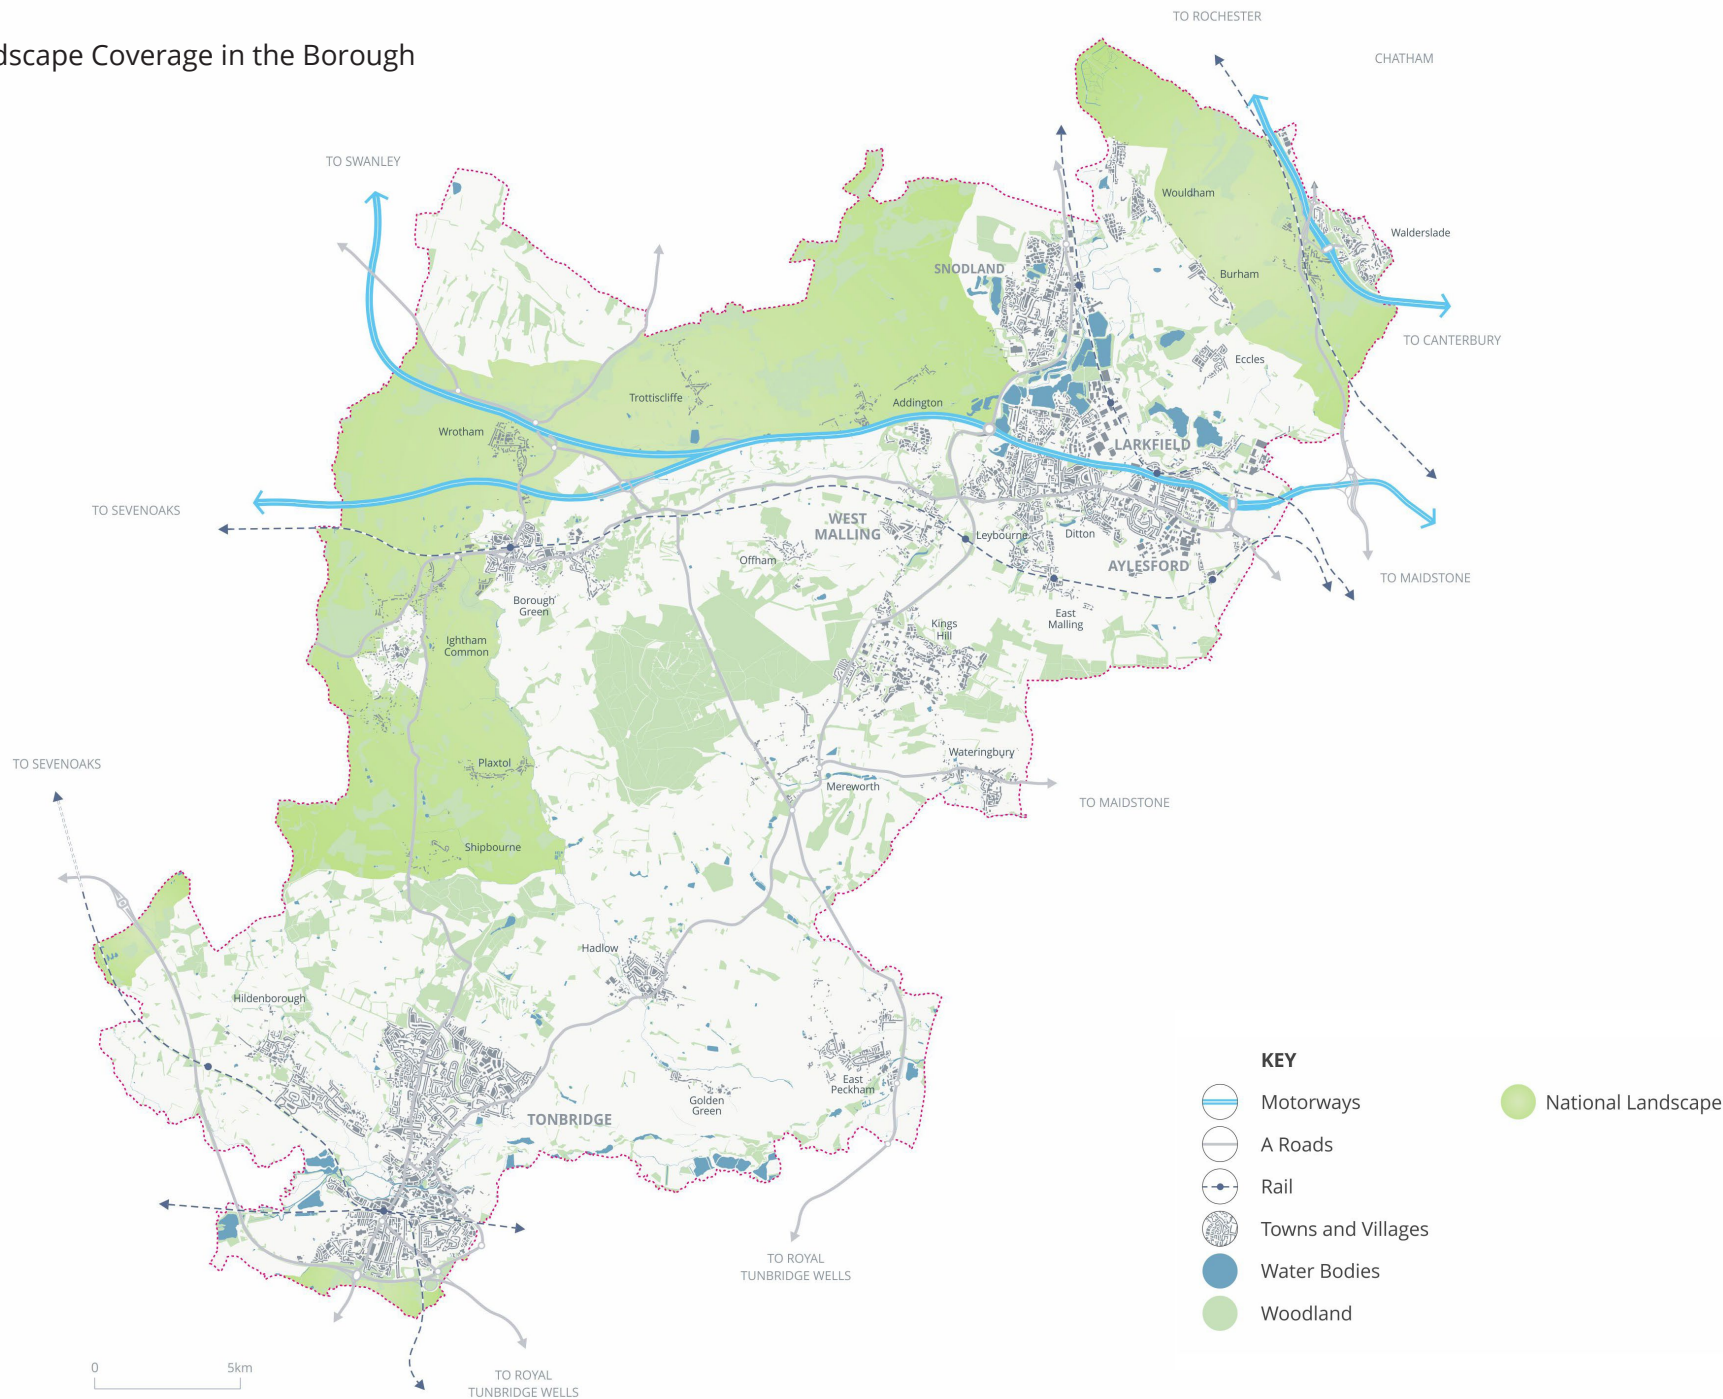 dscape Coverage in the Borough
TO ROCHESTER
CHATHAM
TO SWANLEY
Wouldham
Walderslade
SNODLAND
Burham
TO CANTERBURY
Eccles
Trottiscliffe
Addington
Wrotham
LARKFIELD
TO SEVENOAKS
WEST
MALLING
Leybourne
Ditton
Offham
AYLESFORD
TO MAIDSTONE
Borough
Green
East
Malling
Kings
Hill
Ightham
Common
Wateringbury
Plaxtol
TO SEVENOAKS
Mereworth
TO MAIDSTONE
Shipbourne
Hadlow
Hildenborough
East
Peckham
Golden
Green
TONBRIDGE
TO ROYAL
TUNBRIDGE WELLS
TO ROYAL
TUNBRIDGE WELLS
0
5km
KEY
Motorways
A Roads
Rail
Towns and Villages
Water Bodies
Woodland
National Landscape